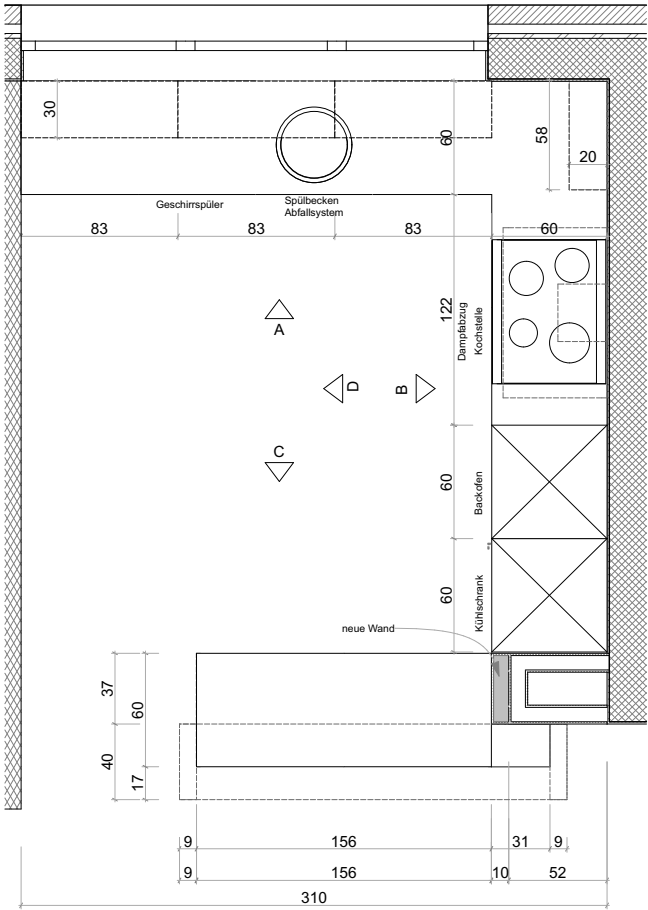 30
60
58
20
Geschirrspüler
Spülbecken
Abfallsystem
83
83
83
60
122
Dampfabzug
Kochstelle
A
D
B
C
60
Backofen
60
Kühlschrank
neue Wand
37
60
40
17
9
156
31
9
9
156
10
52
310